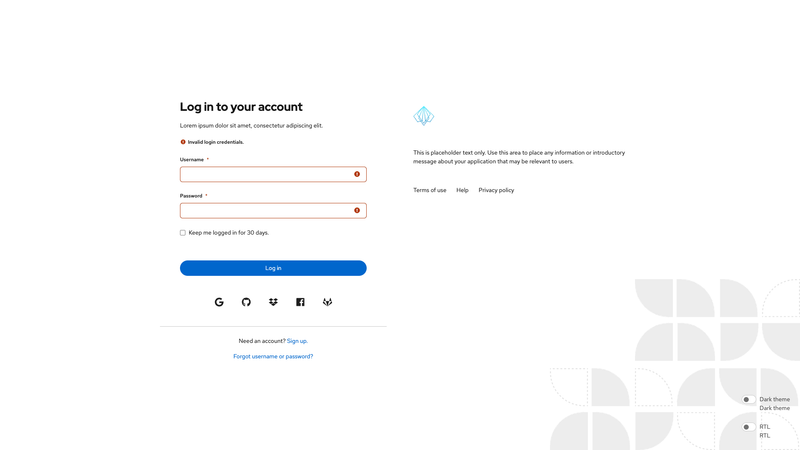 Log in to your account
Lorem ipsum dolor sit amet, consectetur adipiscing elit.
Invalid login credentials.
Username *
Password *
Keep me logged in for 30 days.
Log in
Need an account? Sign up.
Forgot username or password?
This is placeholder text only. Use this area to place any information or introductory
message about your application that may be relevant to users.
Terms of use Help Privacy policy
Dark theme
Dark theme
RTL
RTL